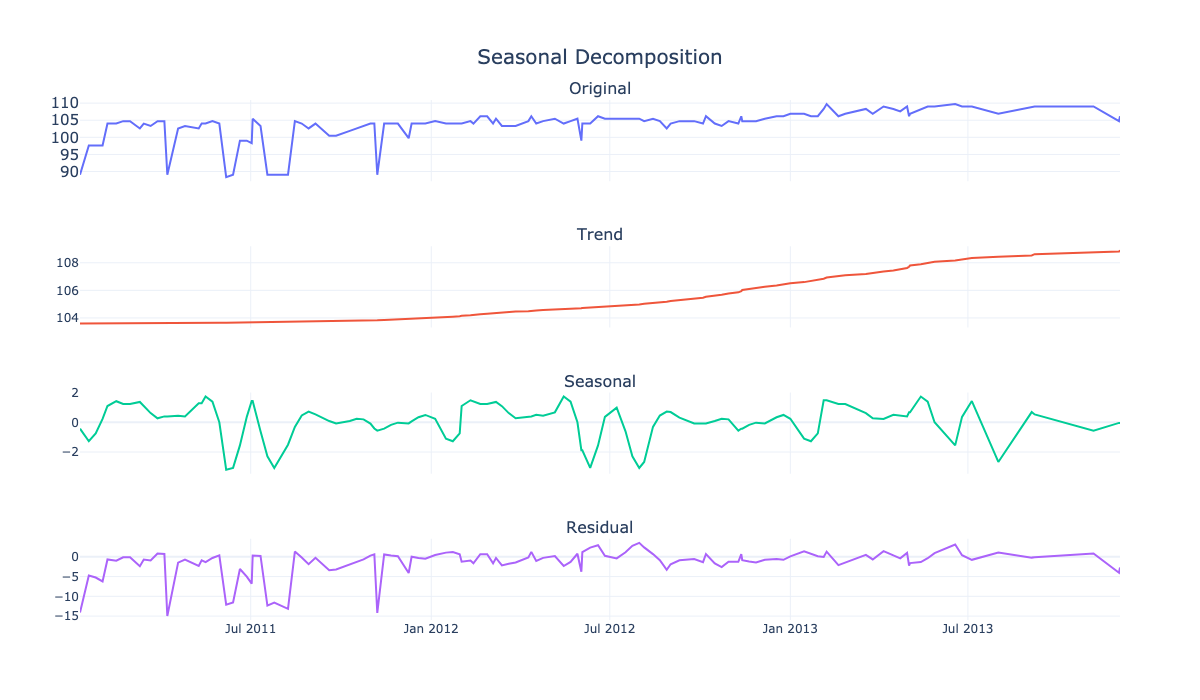 Seasonal Decomposition
Original
110
105
100
95
90
Trend
108
106
104
Seasonal
2
0
−2
Residual
0
−5
−10
−15
Jul 2011 Jan 2012 Jul 2012 Jan 2013 Jul 2013